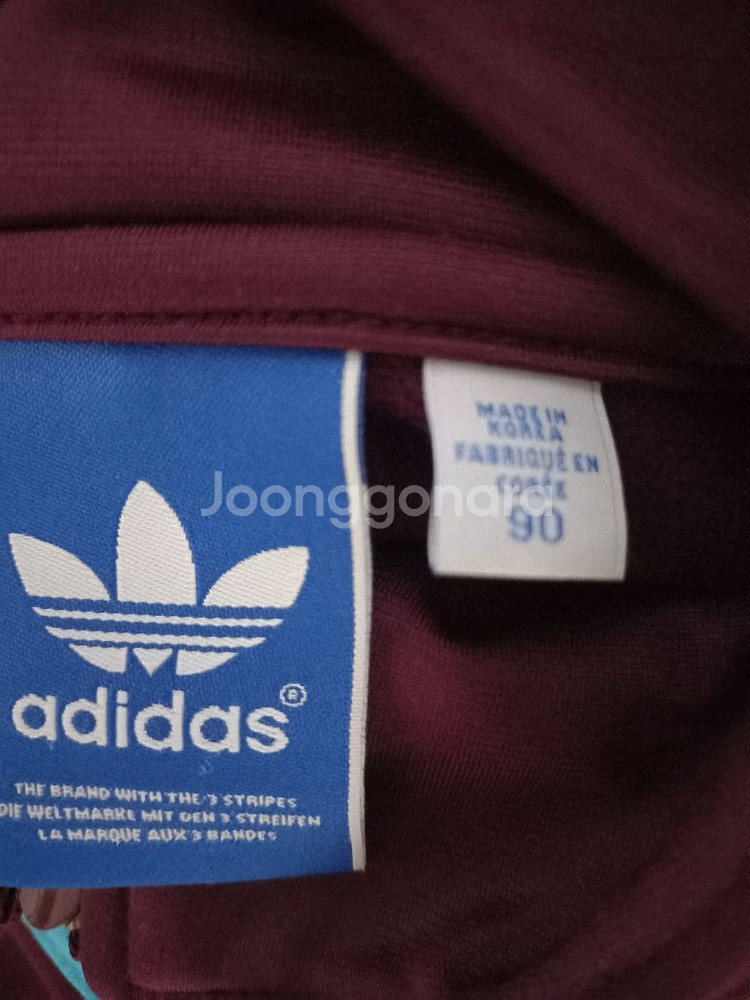 MADE IN
KOREA
FABRIQUÉ EN
CORÉE
90
Joonggonara
adidas®
THE BRAND WITH THE 3 STRIPES
DIE WELTMARKE MIT DEN 3 STREIFEN
LA MARQUE AUX 3 BANDES